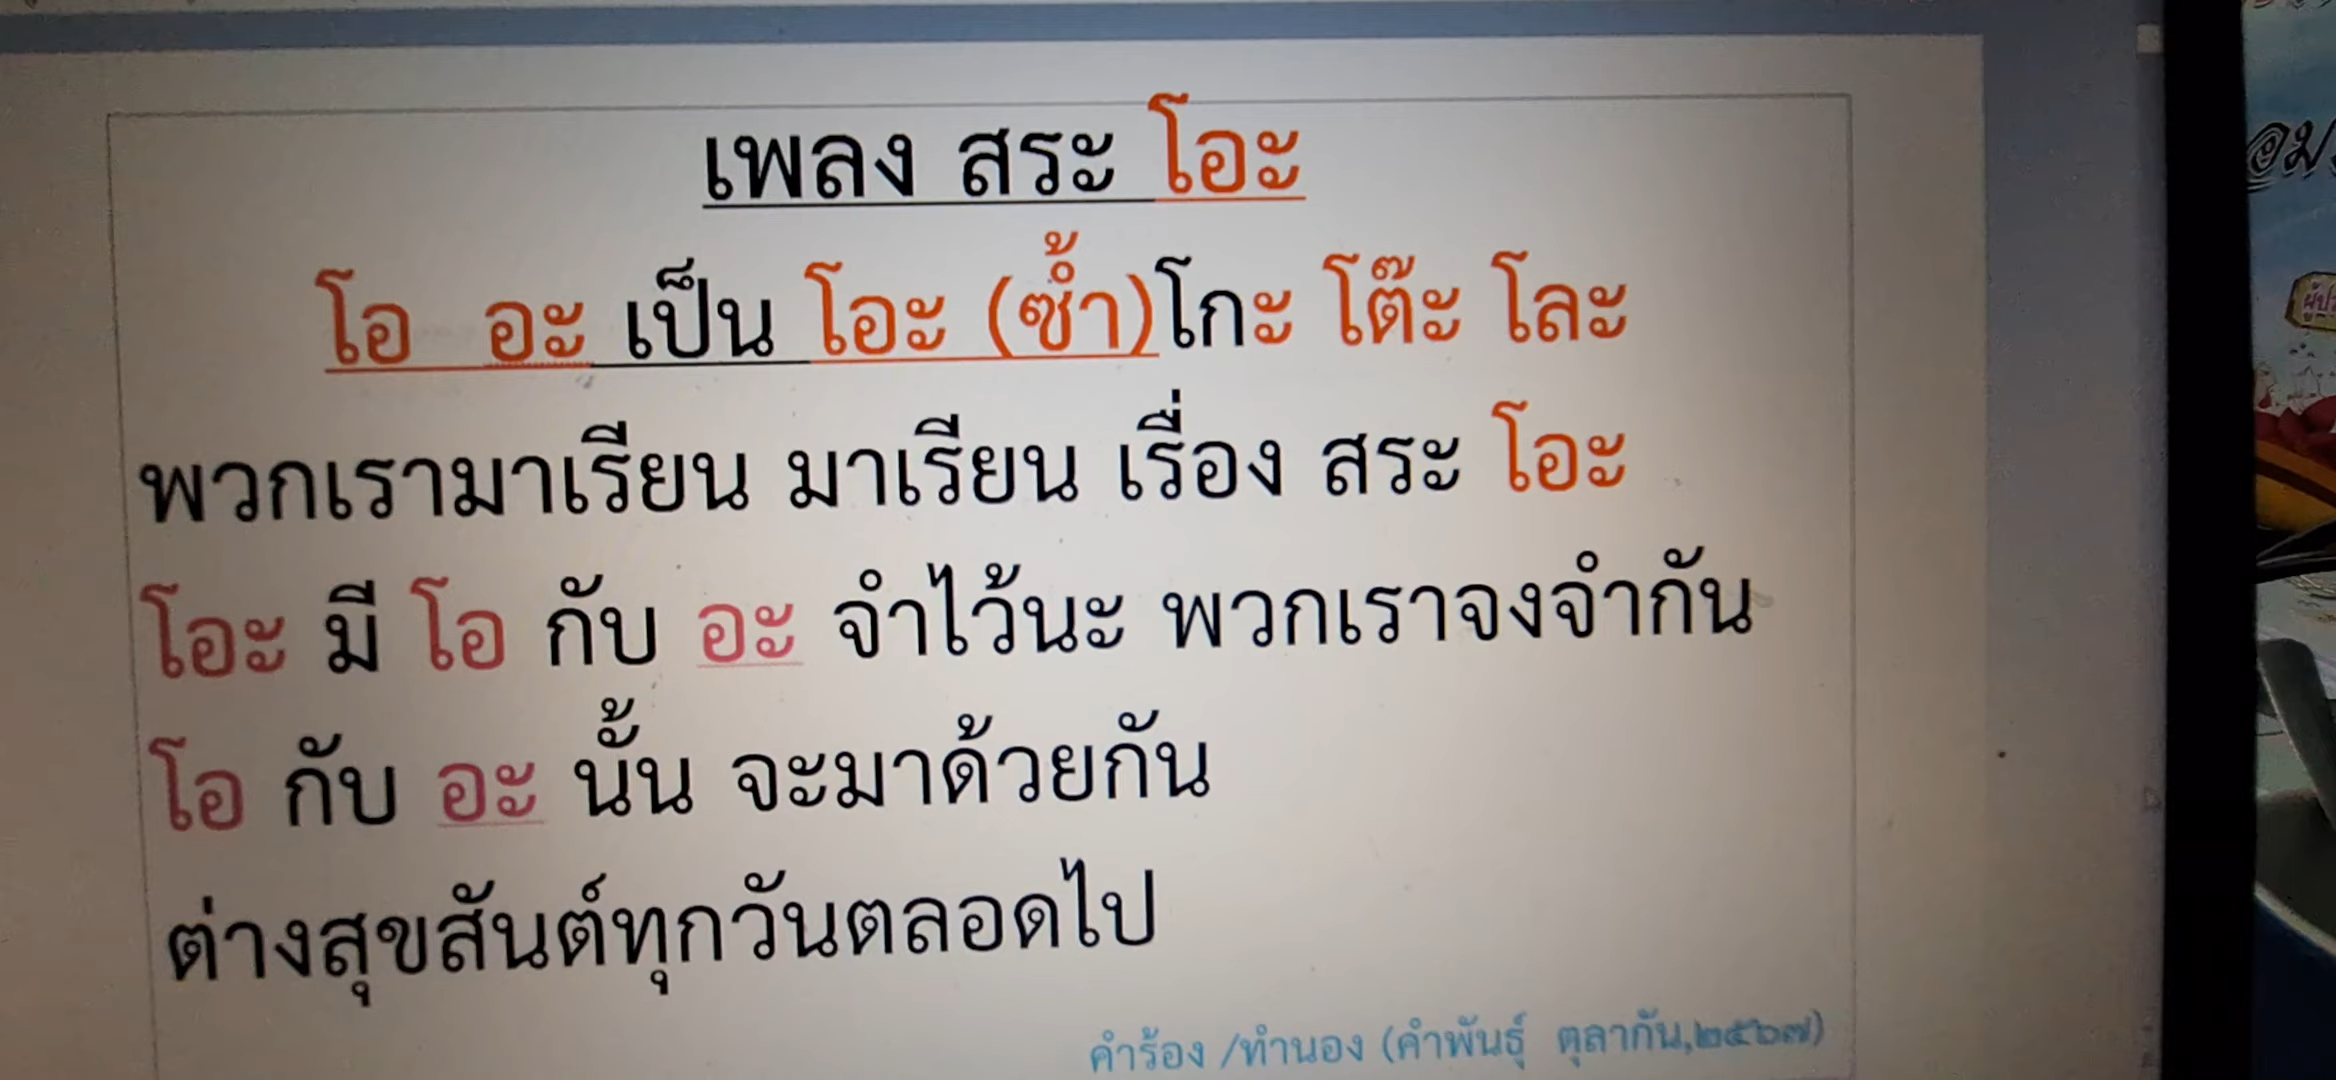 เพลง สระ โอะ
โอ อะ เป็น โอะ (ซ้ำ)โกะ โต๊ะ โละ
พวกเรามาเรียน มาเรียน เรื่อง สระ โอะ
โอะ มี โอ กับ อะ จำไว้นะ พวกเราจงจำกัน
โอ กับ อะ นั้น จะมาด้วยกัน
ต่างสุขสันต์ทุกวันตลอดไป
คำร้อง /ทำนอง (คำพันธุ์ ตุลากัน,๒๕๖๗)